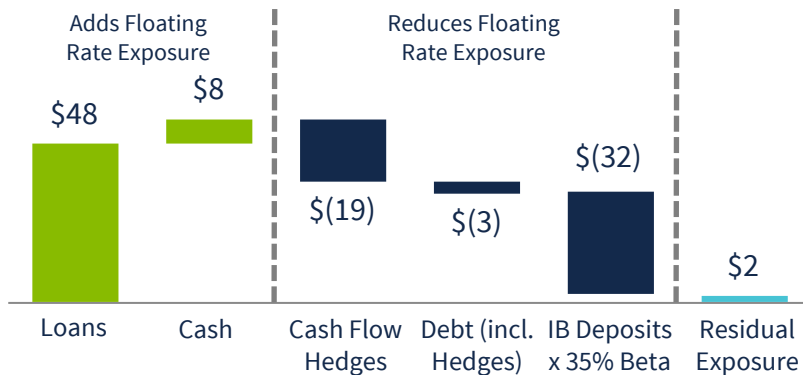 Adds Floating
Rate Exposure
Reduces Floating
Rate Exposure
$48
$8
$(19)
$(3)
$(32)
$2
Loans
Cash
Cash Flow
Hedges
Debt (incl.
Hedges)
IB Deposits
x 35% Beta
Residual
Exposure